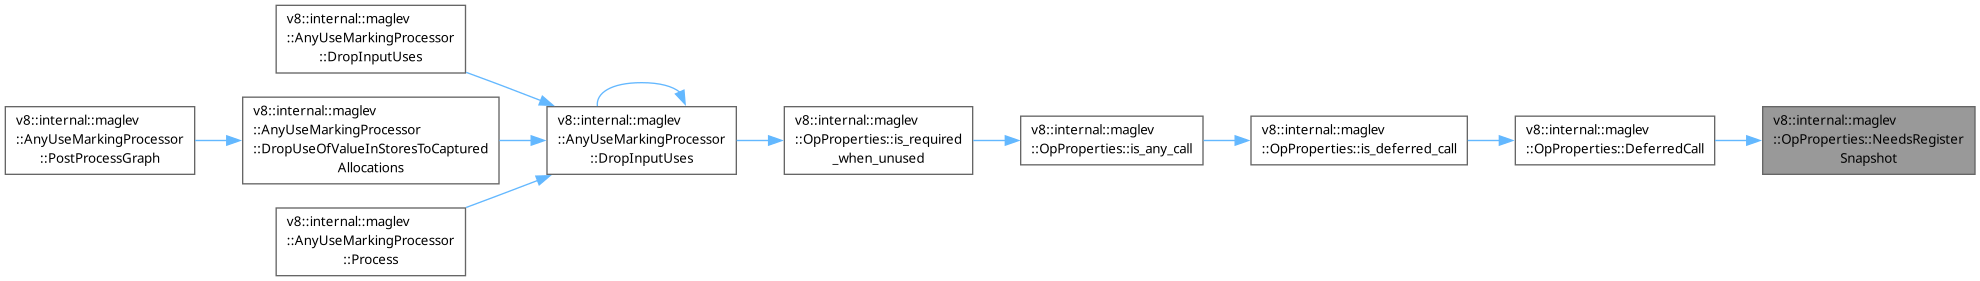 v8::internal::maglev
::AnyUseMarkingProcessor
::PostProcessGraph
v8::internal::maglev
::AnyUseMarkingProcessor
::DropInputUses
v8::internal::maglev
::AnyUseMarkingProcessor
::DropUseOfValueInStoresToCaptured
Allocations
v8::internal::maglev
::AnyUseMarkingProcessor
::Process
v8::internal::maglev
::AnyUseMarkingProcessor
::DropInputUses
v8::internal::maglev
::OpProperties::is_required
_when_unused
v8::internal::maglev
::OpProperties::is_any_call
v8::internal::maglev
::OpProperties::is_deferred_call
v8::internal::maglev
::OpProperties::DeferredCall
v8::internal::maglev
::OpProperties::NeedsRegister
Snapshot